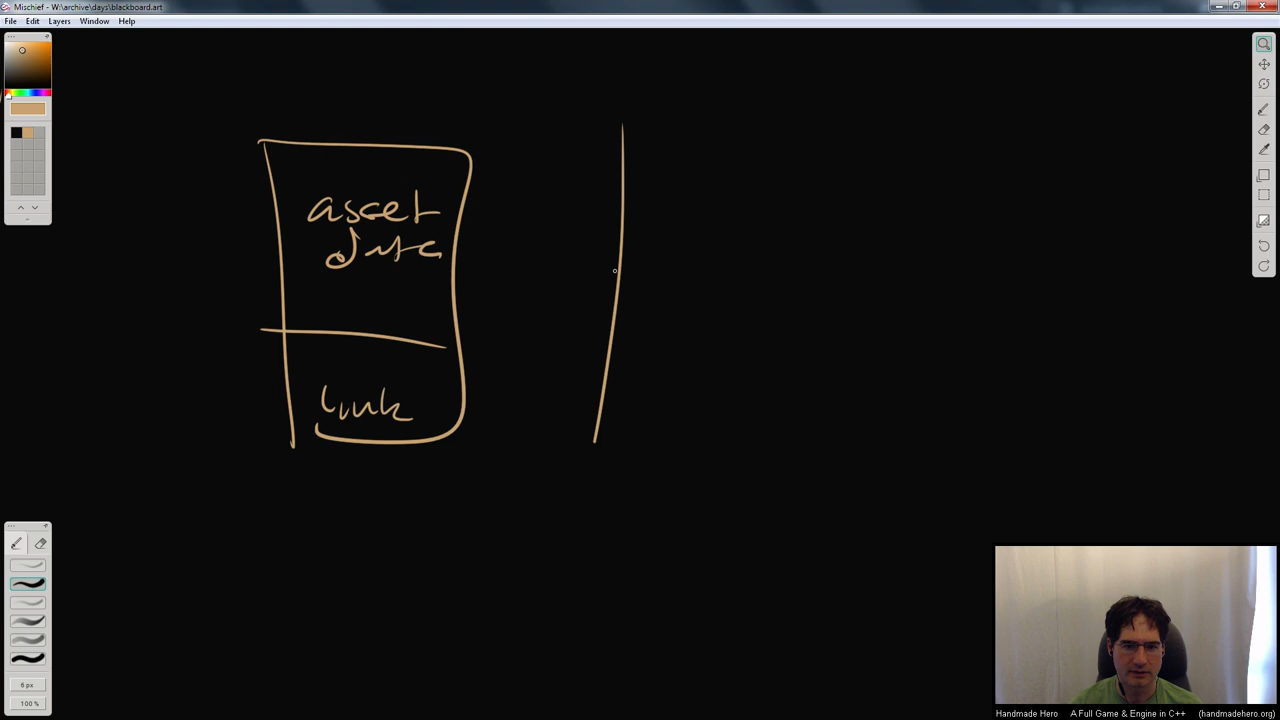 Mischief - W:\archive\days\blackboard.art
File Edit Layers Window Help
asset
data
link
6 px
100 %
Handmade Hero A Full Game & Engine in C++ (handmadehero.org)